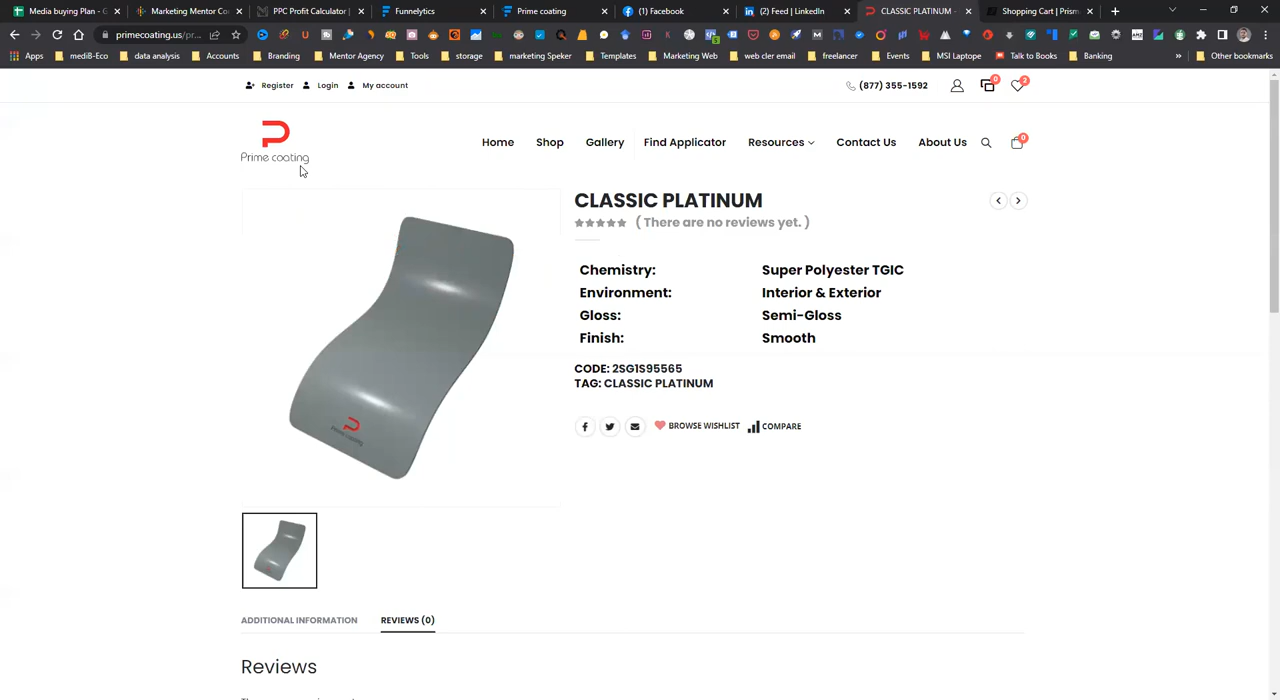 Media buying Plan - G
Marketing Mentor Co
PPC Profit Calculator |
Funnelytics
Prime coating
(1) Facebook
(2) Feed | LinkedIn
CLASSIC PLATINUM -
Shopping Cart | Prism
primecoating.us/pr...
Apps
mediB-Eco
data analysis
Accounts
Branding
Mentor Agency
Tools
storage
marketing Speker
Templates
Marketing Web
web cler email
freelancer
Events
MSI Laptope
Talk to Books
Banking
»
Other bookmarks
Register
Login
My account
(877) 355-1592
0
2
Prime coating
Home
Shop
Gallery
Find Applicator
Resources
Contact Us
About Us
0
CLASSIC PLATINUM
( There are no reviews yet. )
Chemistry: Super Polyester TGIC
Environment: Interior & Exterior
Gloss: Semi-Gloss
Finish: Smooth
CODE: 2SG1S95565
TAG: CLASSIC PLATINUM
BROWSE WISHLIST
COMPARE
Prime coating
ADDITIONAL INFORMATION
REVIEWS (0)
Reviews